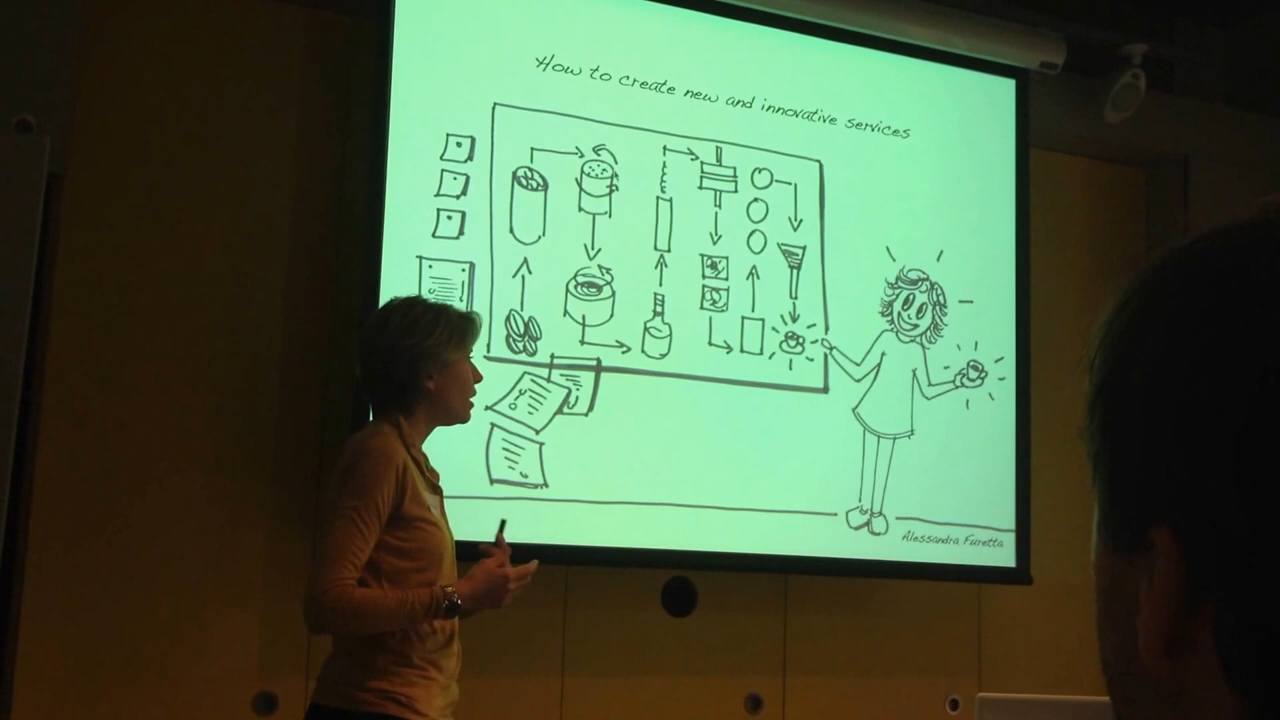 How to create new and innovative services
Alessandra Furetta